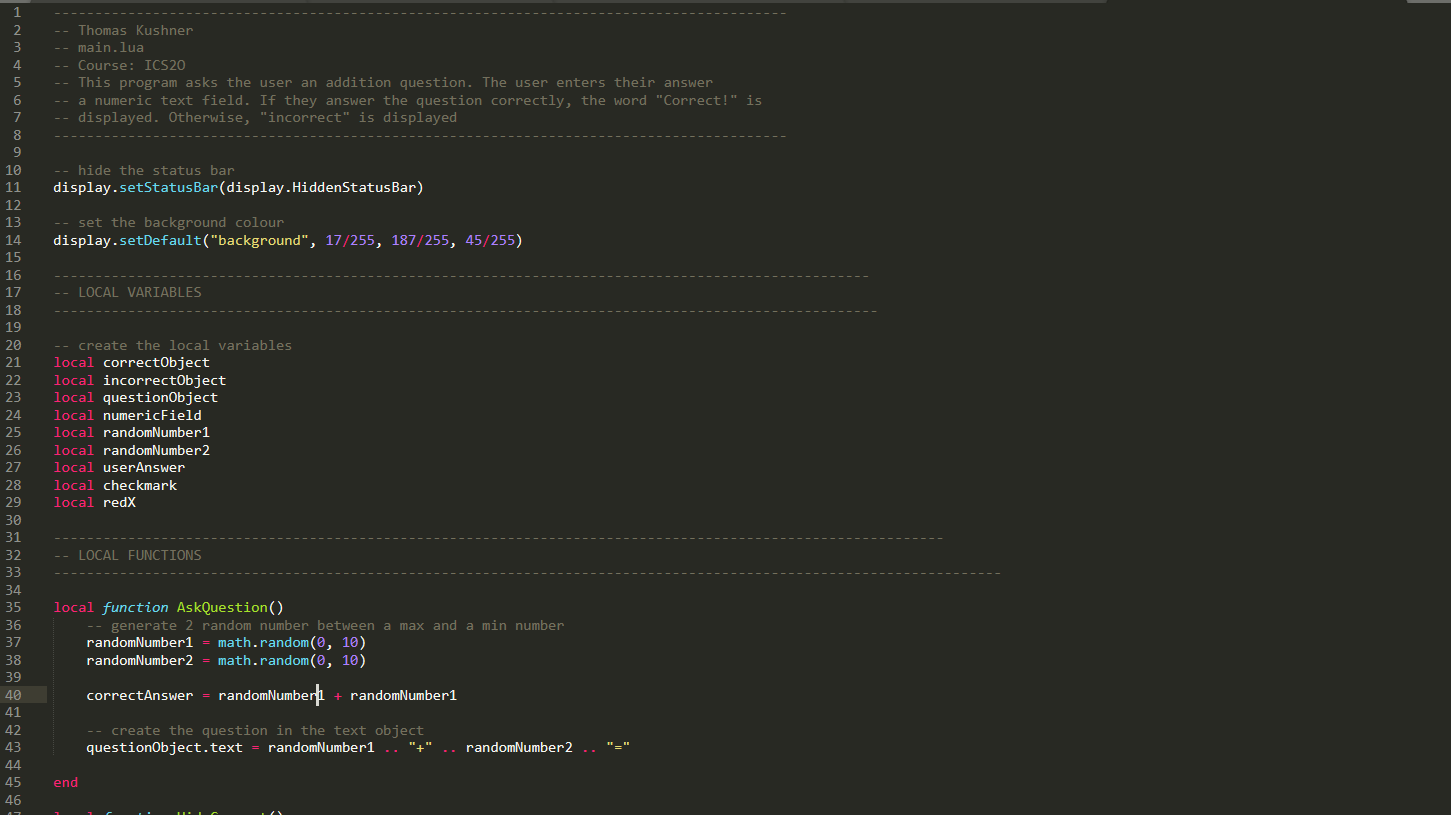 1 -----------------------------------------------------------------------------------------
2 -- Thomas Kushner
3 -- main.lua
4 -- Course: ICS2O
5 -- This program asks the user an addition question. The user enters their answer
6 -- a numeric text field. If they answer the question correctly, the word "Correct!" is
7 -- displayed. Otherwise, "incorrect" is displayed
8 -----------------------------------------------------------------------------------------
9
10 -- hide the status bar
11 display.setStatusBar(display.HiddenStatusBar)
12
13 -- set the background colour
14 display.setDefault("background", 17/255, 187/255, 45/255)
15
16 ---------------------------------------------------------------------------------------------------
17 -- LOCAL VARIABLES
18 ----------------------------------------------------------------------------------------------------
19
20 -- create the local variables
21 local correctObject
22 local incorrectObject
23 local questionObject
24 local numericField
25 local randomNumber1
26 local randomNumber2
27 local userAnswer
28 local checkmark
29 local redX
30
31 ------------------------------------------------------------------------------------------------------------
32 -- LOCAL FUNCTIONS
33 -------------------------------------------------------------------------------------------------------------------
34
35 local function AskQuestion()
36     -- generate 2 random number between a max and a min number
37     randomNumber1 = math.random(0, 10)
38     randomNumber2 = math.random(0, 10)
39
40     correctAnswer = randomNumber1 + randomNumber1
41
42     -- create the question in the text object
43     questionObject.text = randomNumber1 .. "+" .. randomNumber2 .. "="
44
45 end
46